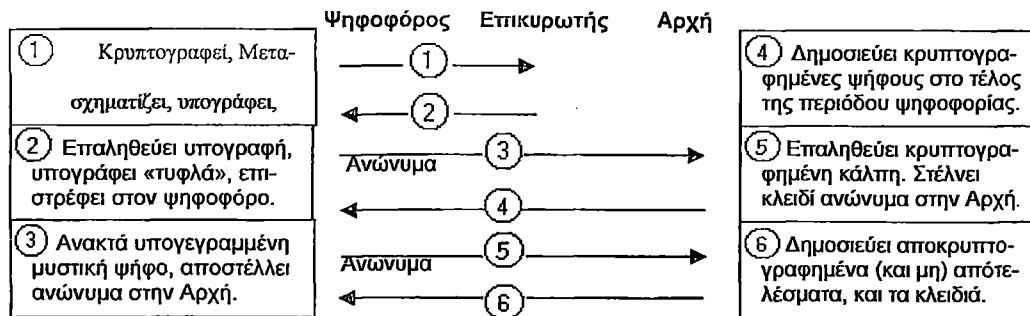 Ψηφοφόρος Επικυρωτής Αρχή
1 Κρυπτογραφεί, Μετα-
σχηματίζει, υπογράφει,
2 Επαληθεύει υπογραφή,
υπογράφει «τυφλά», επι-
στρέφει στον ψηφοφόρο.
3 Ανακτά υπογεγραμμένη
μυστική ψήφο, αποστέλλει
ανώνυμα στην Αρχή.
1
2
3
Ανώνυμα
4
5
Ανώνυμα
6
4 Δημοσιεύει κρυπτογρα-
φημένες ψήφους στο τέλος
της περιόδου ψηφοφορίας.
5 Επαληθεύει κρυπτογρα-
φημένη κάλπη. Στέλνει
κλειδί ανώνυμα στην Αρχή.
6 Δημοσιεύει αποκρυπτο-
γραφημένα (και μη) απότε-
λέσματα, και τα κλειδιά.